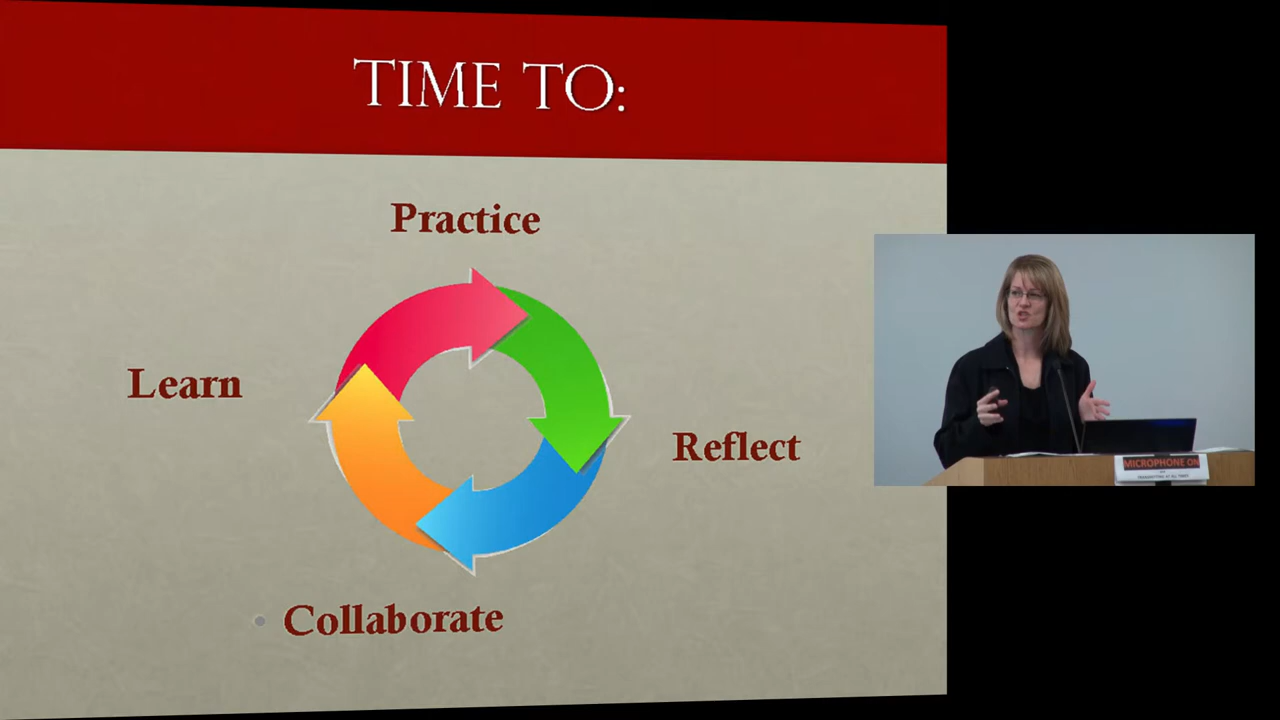 TIME TO:
Practice
Learn
Reflect
Collaborate
MICROPHONE ON